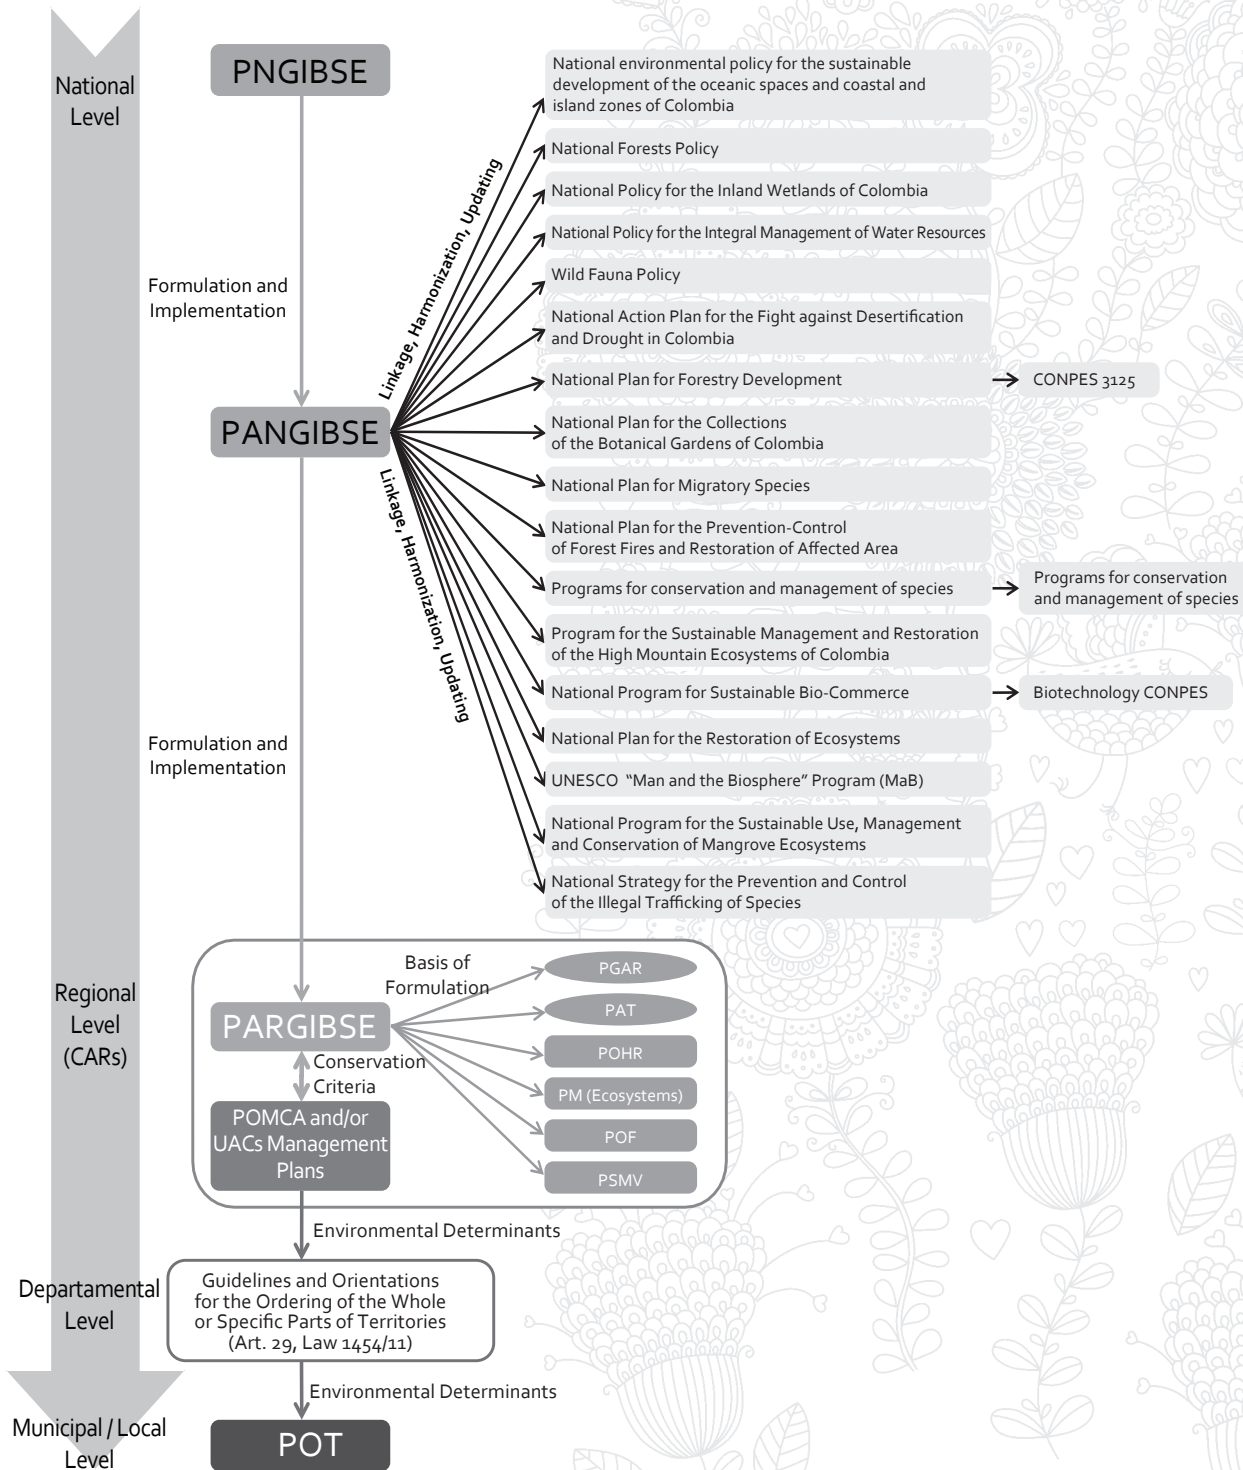 National
Level
PNGIBSE
Formulation and
Implementation
PANGIBSE
Linkage, Harmonization, Updating
Linkage, Harmonization, Updating
National environmental policy for the sustainable
development of the oceanic spaces and coastal and
island zones of Colombia
National Forests Policy
National Policy for the Inland Wetlands of Colombia
National Policy for the Integral Management of Water Resources
Wild Fauna Policy
National Action Plan for the Fight against Desertification
and Drought in Colombia
National Plan for Forestry Development
CONPES 3125
National Plan for the Collections
of the Botanical Gardens of Colombia
National Plan for Migratory Species
National Plan for the Prevention-Control
of Forest Fires and Restoration of Affected Area
Programs for conservation and management of species
Programs for conservation
and management of species
Program for the Sustainable Management and Restoration
of the High Mountain Ecosystems of Colombia
National Program for Sustainable Bio-Commerce
Biotechnology CONPES
National Plan for the Restoration of Ecosystems
UNESCO “Man and the Biosphere” Program (MaB)
National Program for the Sustainable Use, Management
and Conservation of Mangrove Ecosystems
National Strategy for the Prevention and Control
of the Illegal Trafficking of Species
Formulation and
Implementation
Regional
Level
(CARs)
PARGIBSE
Basis of
Formulation
PGAR
PAT
POHR
PM (Ecosystems)
POF
PSMV
Conservation
Criteria
POMCA and/or
UACs Management
Plans
Environmental Determinants
Departamental
Level
Guidelines and Orientations
for the Ordering of the Whole
or Specific Parts of Territories
(Art. 29, Law 1454/11)
Environmental Determinants
Municipal / Local
Level
POT